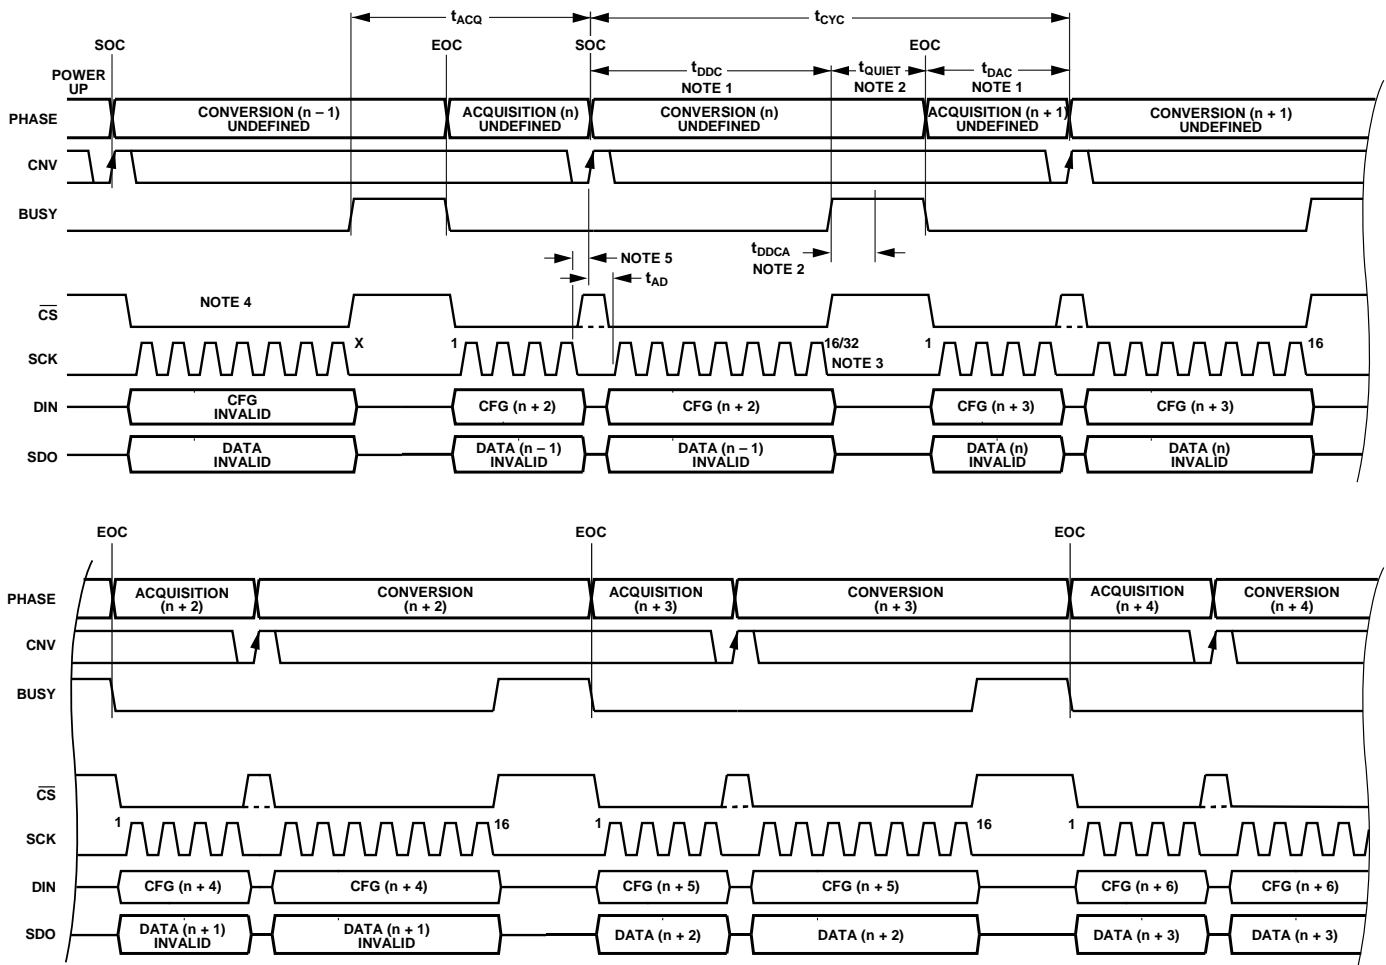 tACQ tCYC
SOC EOC SOC EOC
POWER UP
tDDC NOTE 1
tQUIET NOTE 2
tDAC NOTE 1
PHASE
CONVERSION (n – 1) UNDEFINED
ACQUISITION (n) UNDEFINED
CONVERSION (n) UNDEFINED
ACQUISITION (n + 1) UNDEFINED
CONVERSION (n + 1) UNDEFINED
CNV
BUSY
NOTE 5
tAD
tDDCA NOTE 2
CS
NOTE 4
SCK
X
1
16/32
NOTE 3
1
16
DIN
CFG INVALID
CFG (n + 2)
CFG (n + 2)
CFG (n + 3)
CFG (n + 3)
SDO
DATA INVALID
DATA (n – 1) INVALID
DATA (n – 1) INVALID
DATA (n) INVALID
DATA (n) INVALID
EOC EOC EOC
PHASE
ACQUISITION (n + 2)
CONVERSION (n + 2)
ACQUISITION (n + 3)
CONVERSION (n + 3)
ACQUISITION (n + 4)
CONVERSION (n + 4)
CNV
BUSY
CS
SCK
1
16
1
16
1
DIN
CFG (n + 4)
CFG (n + 4)
CFG (n + 5)
CFG (n + 5)
CFG (n + 6)
CFG (n + 6)
SDO
DATA (n + 1) INVALID
DATA (n + 1) INVALID
DATA (n + 2)
DATA (n + 2)
DATA (n + 3)
DATA (n + 3)